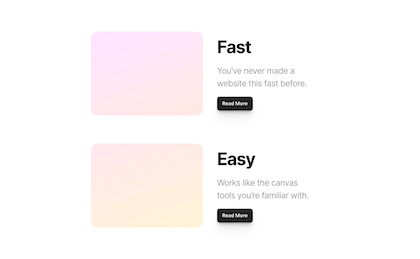 Fast
You've never made a
website this fast before.
Read More
Easy
Works like the canvas
tools you're familiar with.
Read More